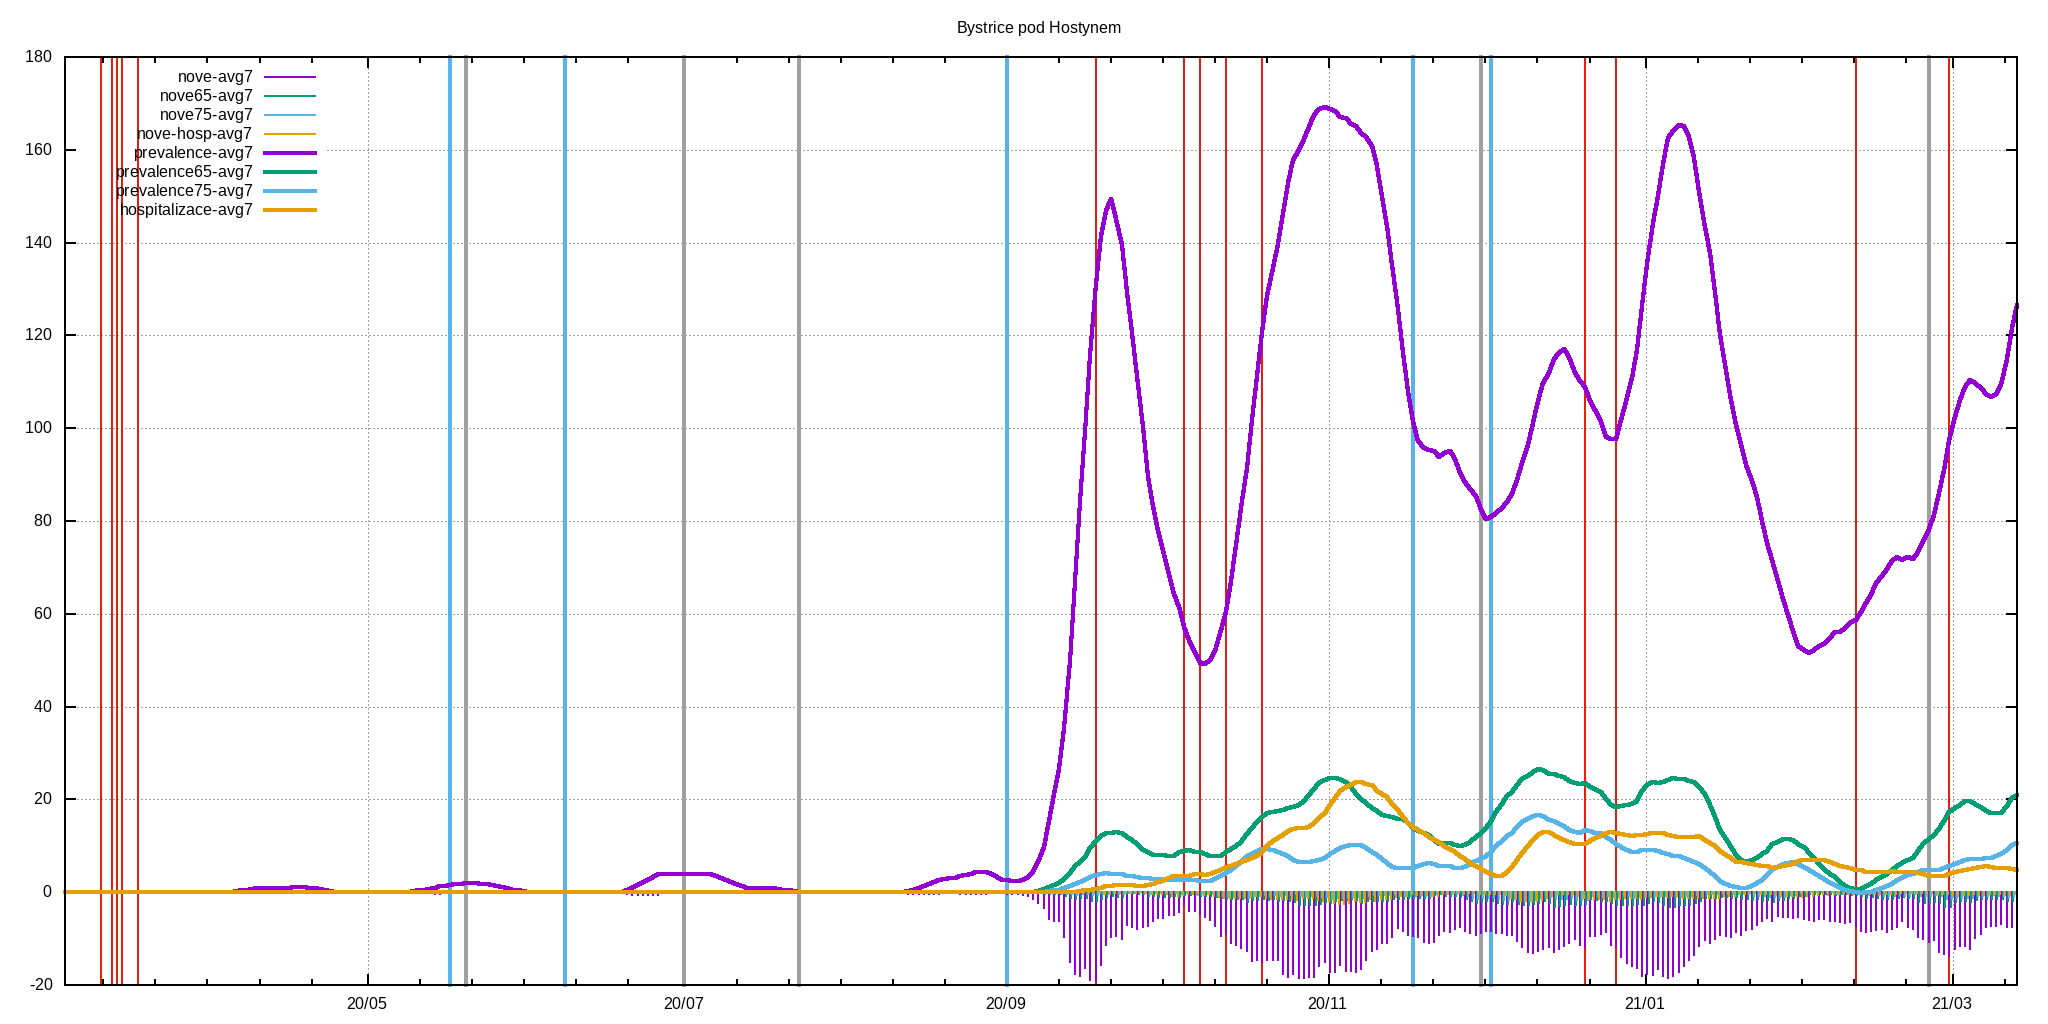 Bystrice pod Hostynem
180
160
140
120
100
80
60
40
20
0
-20
nove-avg7
nove65-avg7
nove75-avg7
nove-hosp-avg7
prevalence-avg7
prevalence65-avg7
prevalence75-avg7
hospitalizace-avg7
20/05 20/07 20/09 20/11 21/01 21/03